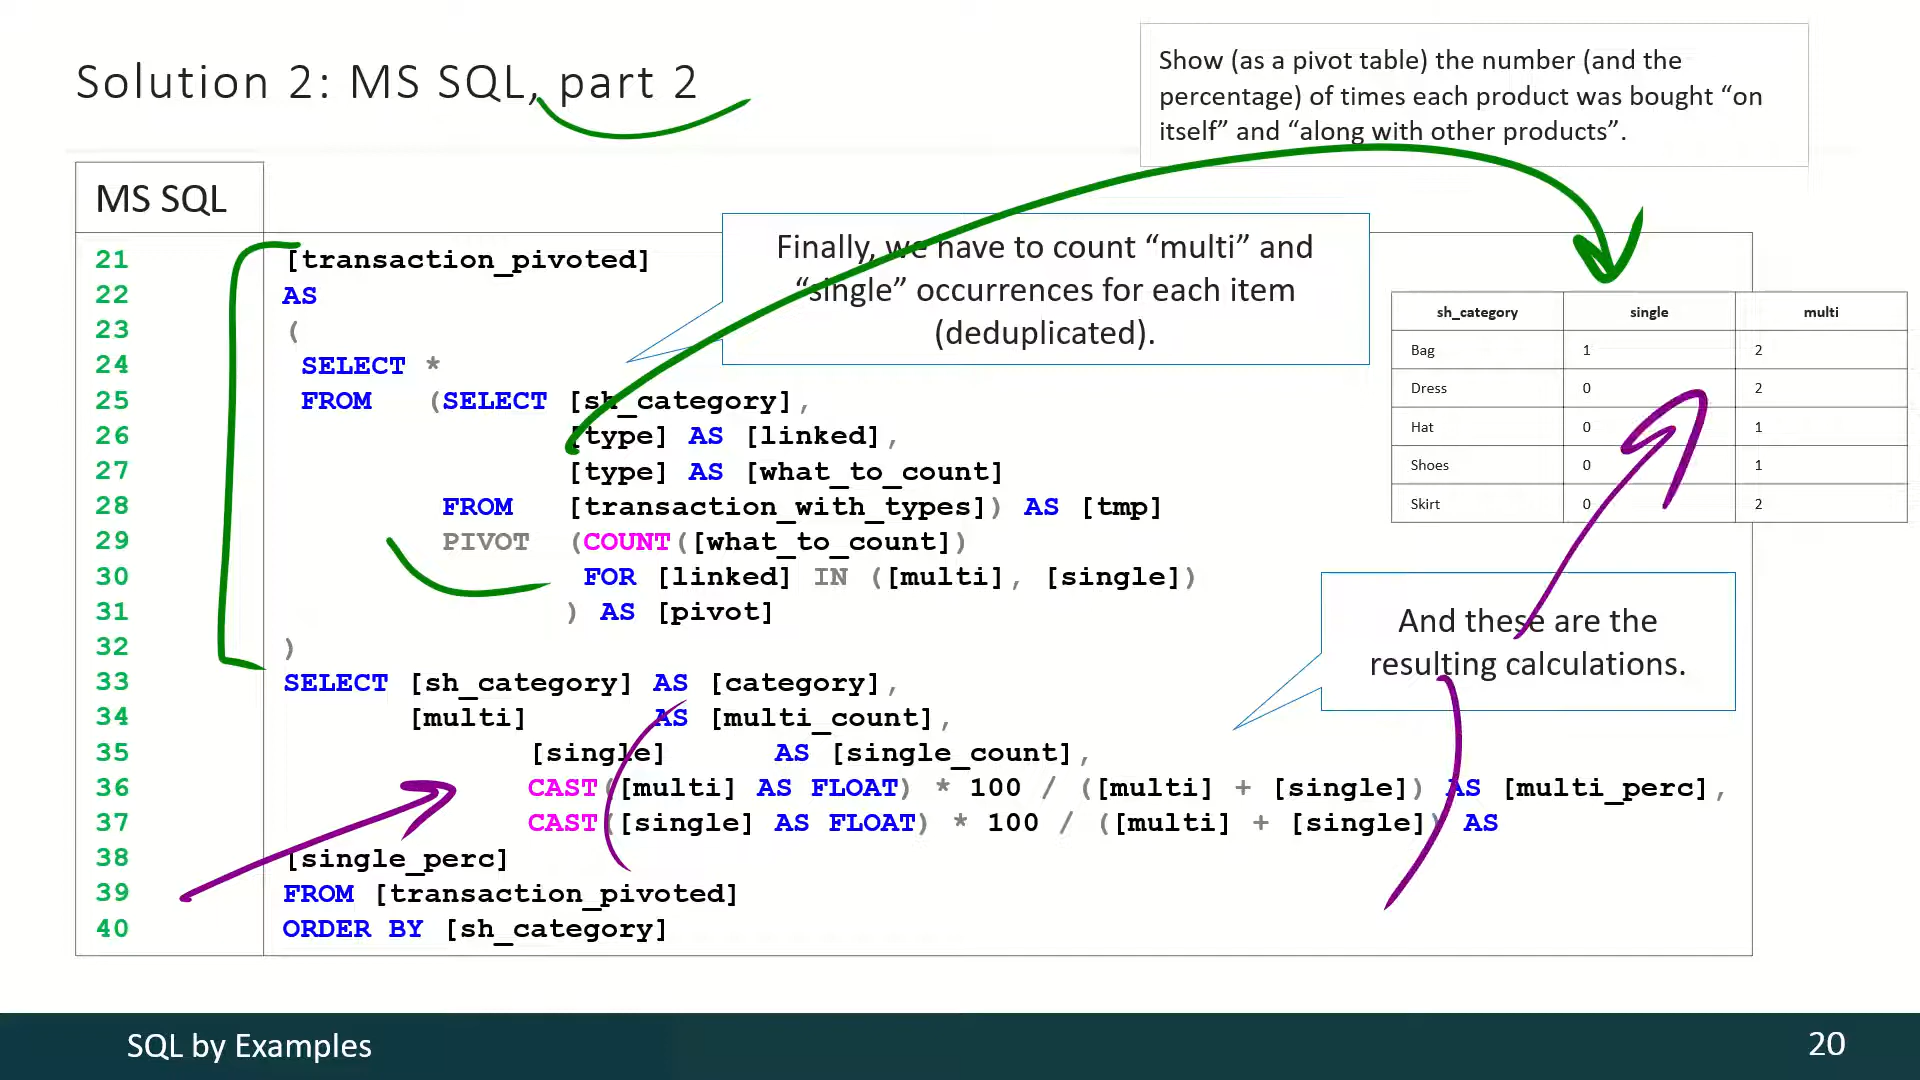 Solution 2: MS SQL, part 2
Show (as a pivot table) the number (and the
percentage) of times each product was bought “on
itself” and “along with other products”.
MS SQL
Finally, we have to count “multi” and
“single” occurrences for each item
(deduplicated).
21 [transaction_pivoted]
22 AS
23 (
24 SELECT *
25 FROM (SELECT [sh_category],
26 [type] AS [linked],
27 [type] AS [what_to_count]
28 FROM [transaction_with_types]) AS [tmp]
29 PIVOT (COUNT([what_to_count])
30 FOR [linked] IN ([multi], [single])
31 ) AS [pivot]
32 )
33 SELECT [sh_category] AS [category],
34 [multi] AS [multi_count],
35 [single] AS [single_count],
36 CAST([multi] AS FLOAT) * 100 / ([multi] + [single]) AS [multi_perc],
37 CAST([single] AS FLOAT) * 100 / ([multi] + [single]) AS
38 [single_perc]
39 FROM [transaction_pivoted]
40 ORDER BY [sh_category]
sh_category single multi
Bag 1 2
Dress 0 2
Hat 0 1
Shoes 0 1
Skirt 0 2
And these are the
resulting calculations.
SQL by Examples
20